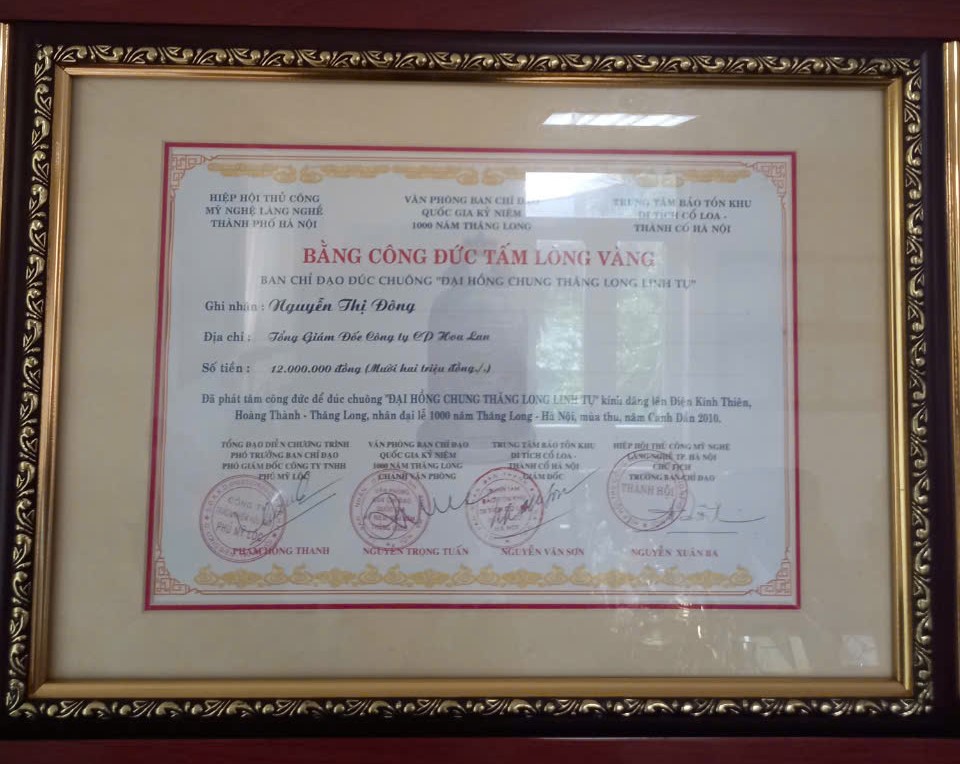 HIỆP HỘI THỦ CÔNG
MỸ NGHỆ LÀNG NGHỀ
THÀNH PHỐ HÀ NỘI
VĂN PHÒNG BAN CHỈ ĐẠO
QUỐC GIA KỶ NIỆM
1000 NĂM THĂNG LONG
TRUNG TÂM BẢO TỒN KHU
DI TÍCH CỔ LOA -
THÀNH CỔ HÀ NỘI
BẰNG CÔNG ĐỨC TẤM LÒNG VÀNG
BAN CHỈ ĐẠO ĐÚC CHUÔNG "ĐẠI HỒNG CHUNG THĂNG LONG LINH TỰ"
Ghi nhận : Nguyễn Thị Đông
Địa chỉ : Tổng Giám Đốc Công ty CP Hoa Lan
Số tiền : 12.000.000 đồng (Mười hai triệu đồng./.)
Đã phát tâm công đức để đúc chuông "ĐẠI HỒNG CHUNG THĂNG LONG LINH TỰ" kính dâng lên Điện Kính Thiên,
Hoàng Thành - Thăng Long, nhân đại lễ 1000 năm Thăng Long - Hà Nội, mùa thu, năm Canh Dần 2010.
TỔNG ĐẠO DIỄN CHƯƠNG TRÌNH
PHÓ TRƯỞNG BAN CHỈ ĐẠO
PHÓ GIÁM ĐỐC CÔNG TY TNHH
PHÚ MỸ LỘC
VĂN PHÒNG BAN CHỈ ĐẠO
QUỐC GIA KỶ NIỆM
1000 NĂM THĂNG LONG
CHÁNH VĂN PHÒNG
TRUNG TÂM BẢO TỒN KHU
DI TÍCH CỔ LOA -
THÀNH CỔ HÀ NỘI
GIÁM ĐỐC
HIỆP HỘI THỦ CÔNG MỸ NGHỆ
LÀNG NGHỀ TP. HÀ NỘI
CHỦ TỊCH
TRƯỞNG BAN CHỈ ĐẠO
CÔNG TY
PHÚ MỸ LỘC
THÀNH HỘI
PHẠM HỒNG THANH
NGUYỄN TRỌNG TUẤN
NGUYỄN VĂN SƠN
NGUYỄN XUÂN BA